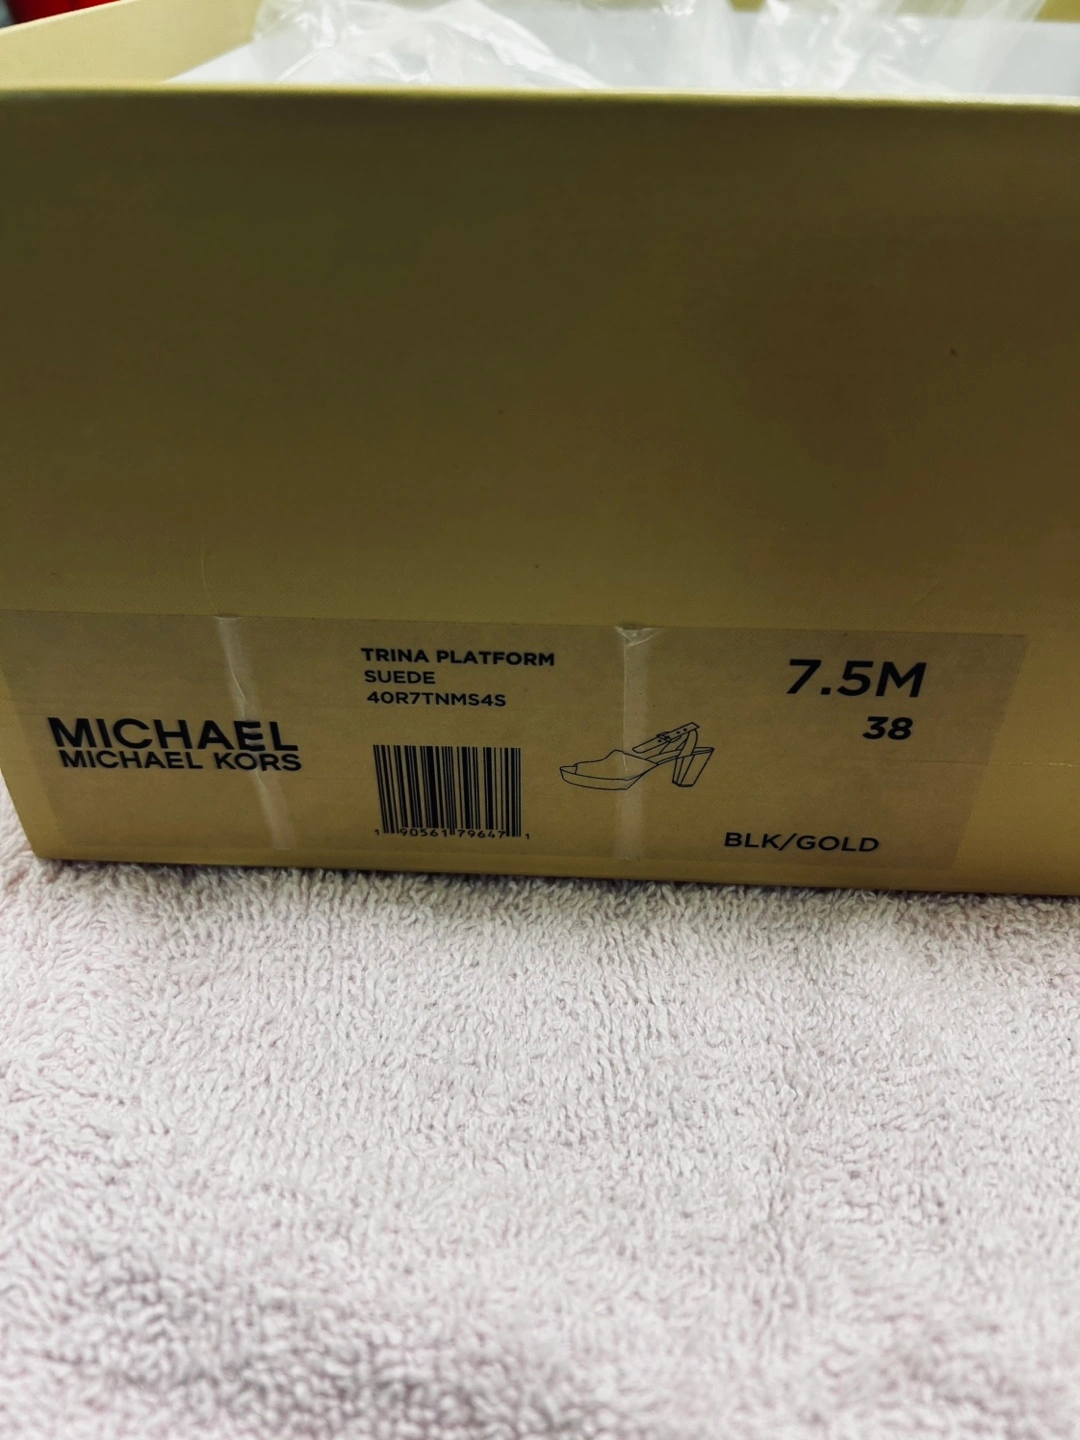 TRINA PLATFORM
SUEDE
40R7TNMS4S
MICHAEL
MICHAEL KORS
1 90561 79647 1
7.5M
38
BLK/GOLD